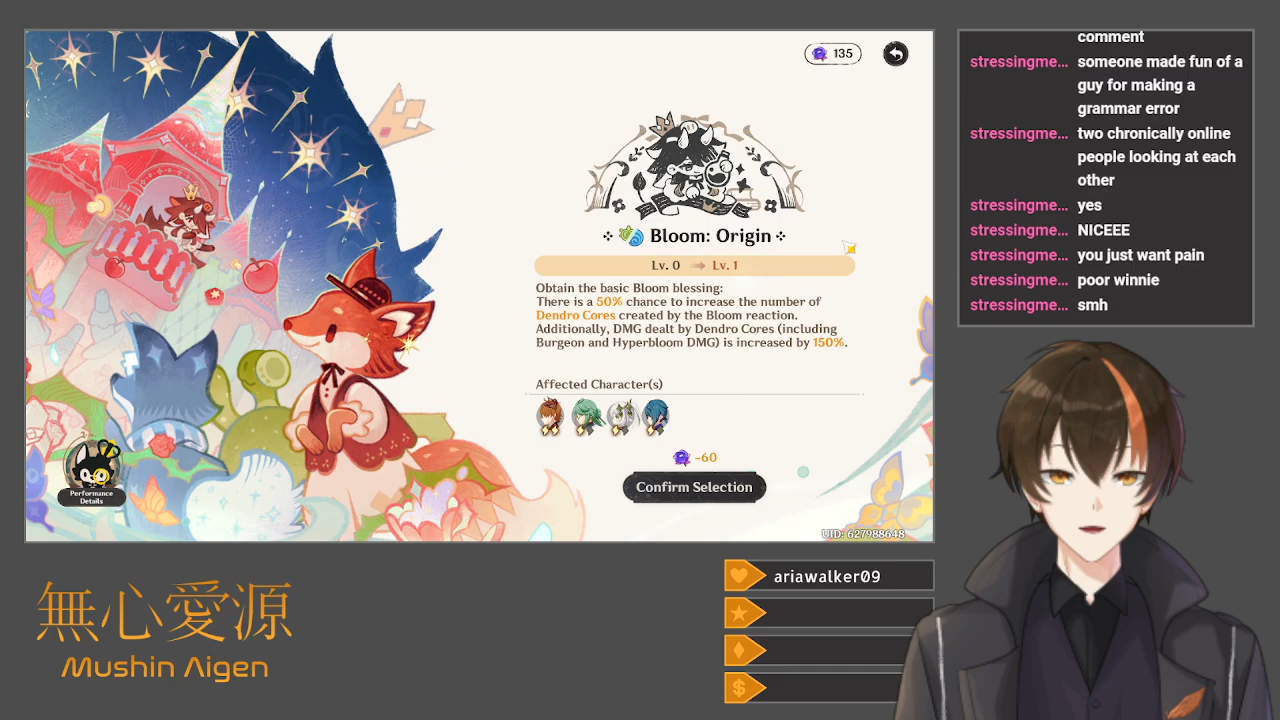 135
Bloom: Origin
Lv. 0 Lv. 1
Obtain the basic Bloom blessing:
There is a 50% chance to increase the number of
Dendro Cores created by the Bloom reaction.
Additionally, DMG dealt by Dendro Cores (including
Burgeon and Hyperbloom DMG) is increased by 150%.
Affected Character(s)
-60
Confirm Selection
Performance
Details
UID: 627988648
comment
stressingme... someone made fun of a
guy for making a
grammar error
stressingme... two chronically online
people looking at each
other
stressingme... yes
stressingme... NICEEE
stressingme... you just want pain
stressingme... poor winnie
stressingme... smh
無心愛源
Mushin Aigen
ariawalker09
$